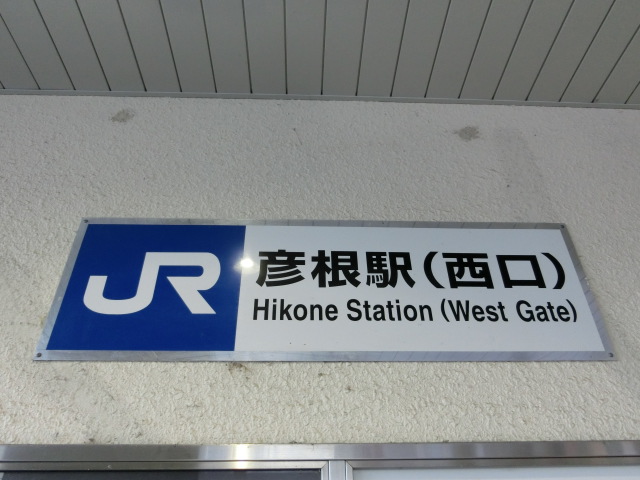 JR
彦根駅(西口)
Hikone Station (West Gate)